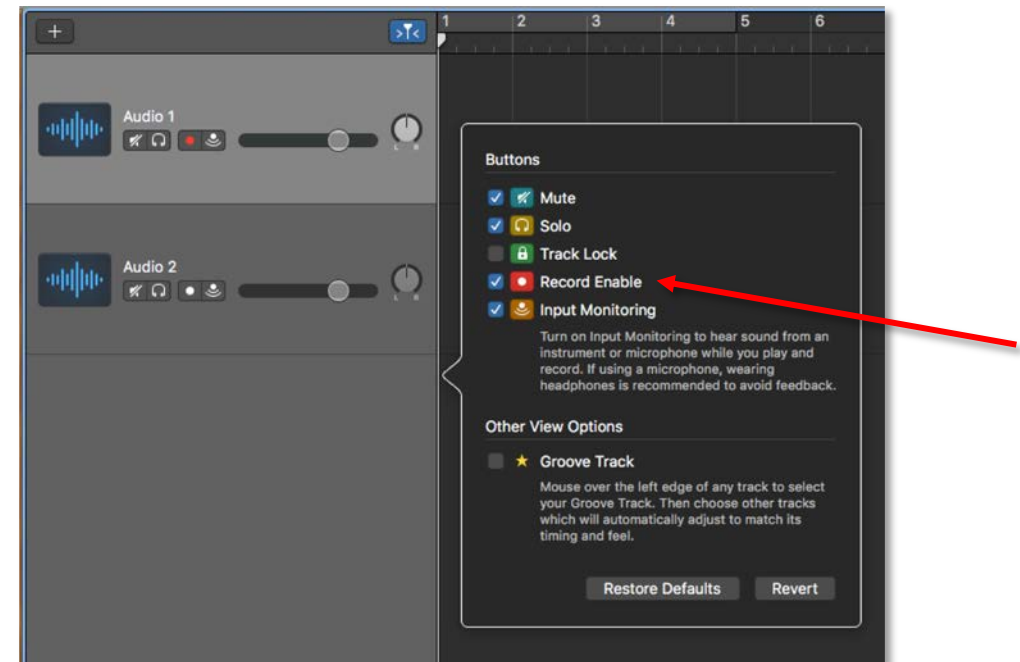 1 2 3 4 5 6
Audio 1
L R
Audio 2
L R
Buttons
Mute
Solo
Track Lock
Record Enable
Input Monitoring
Turn on Input Monitoring to hear sound from an
instrument or microphone while you play and
record. If using a microphone, wearing
headphones is recommended to avoid feedback.
Other View Options
Groove Track
Mouse over the left edge of any track to select
your Groove Track. Then choose other tracks
which will automatically adjust to match its
timing and feel.
Restore Defaults Revert